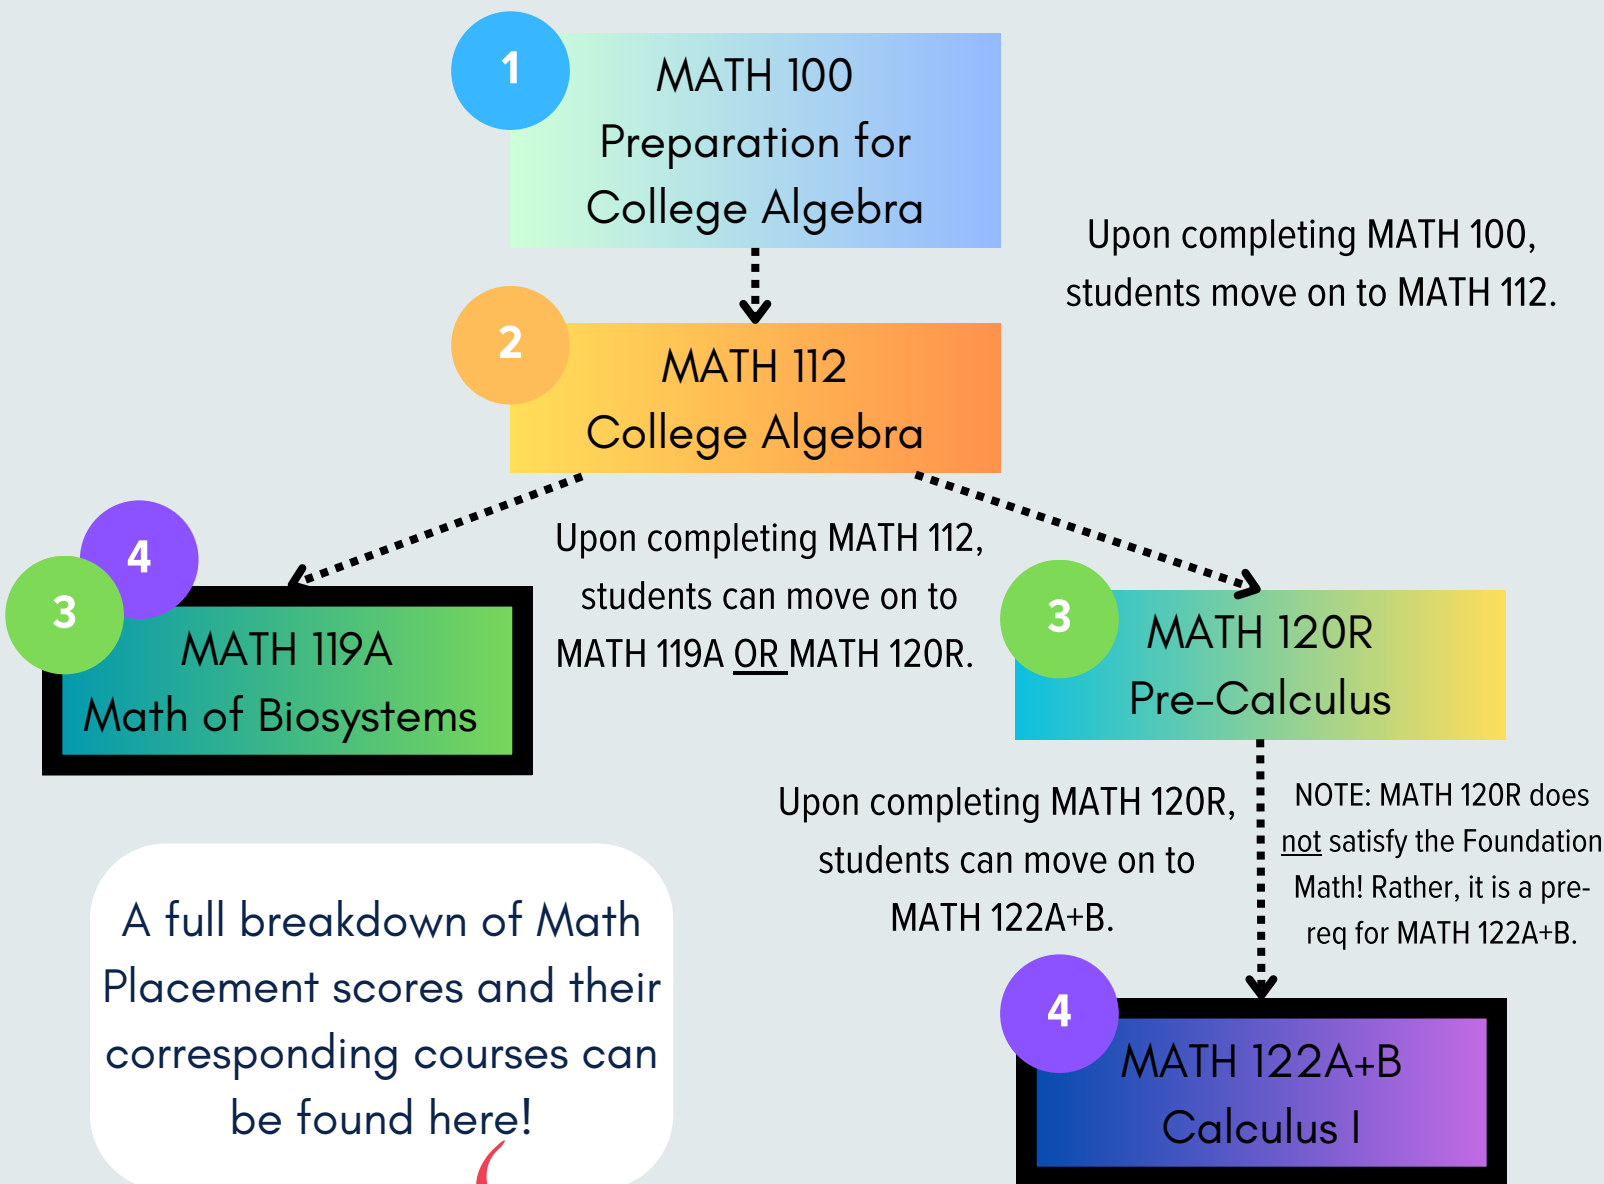 1
MATH 100
Preparation for
College Algebra
Upon completing MATH 100,
students move on to MATH 112.
2
MATH 112
College Algebra
Upon completing MATH 112,
students can move on to
MATH 119A OR MATH 120R.
4
3
MATH 119A
Math of Biosystems
3
MATH 120R
Pre-Calculus
Upon completing MATH 120R,
students can move on to
MATH 122A+B.
NOTE: MATH 120R does
not satisfy the Foundation
Math! Rather, it is a pre-
req for MATH 122A+B.
A full breakdown of Math
Placement scores and their
corresponding courses can
be found here!
4
MATH 122A+B
Calculus I